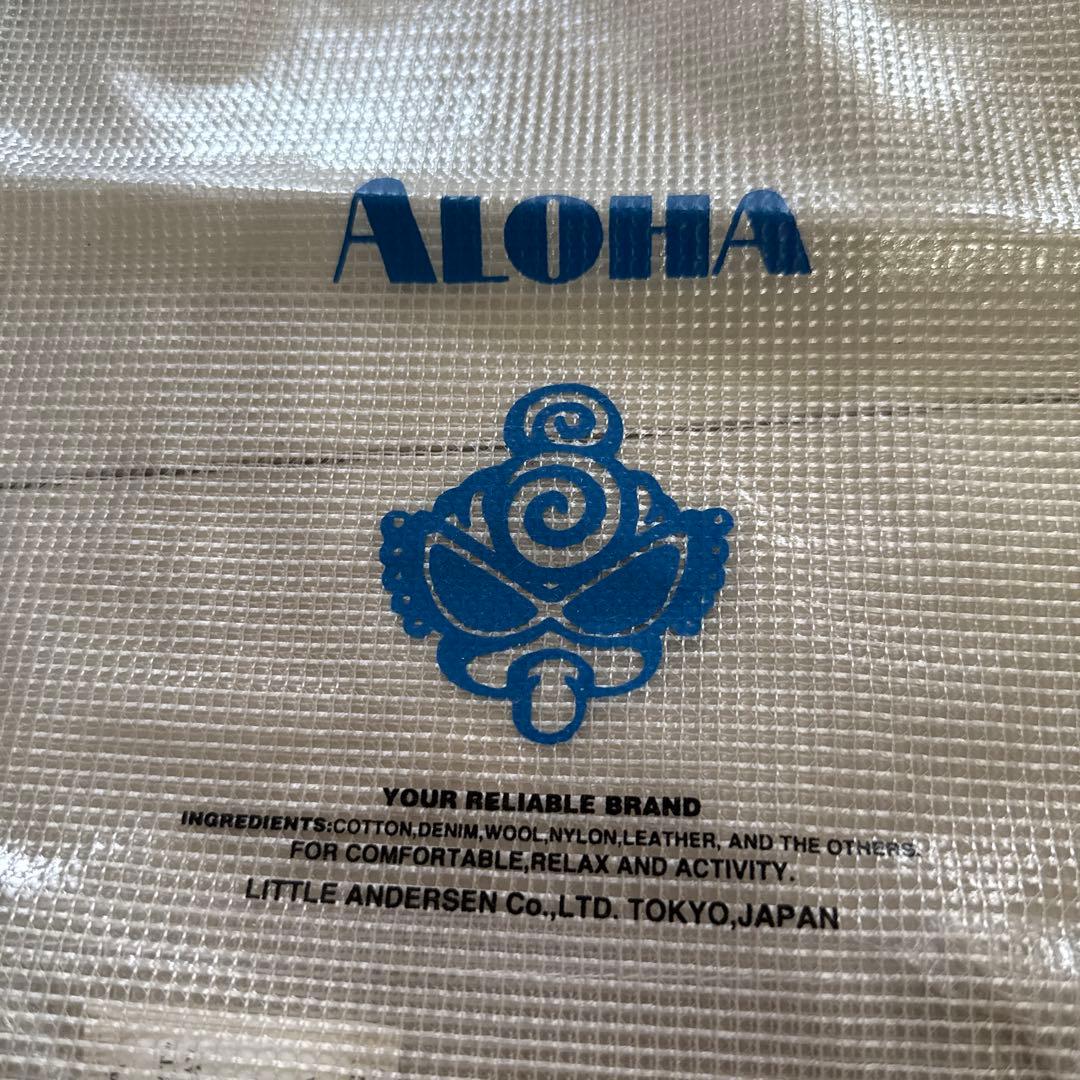 ALOHA
YOUR RELIABLE BRAND
INGREDIENTS:COTTON,DENIM,WOOL,NYLON,LEATHER, AND THE OTHERS.
FOR COMFORTABLE,RELAX AND ACTIVITY.
LITTLE ANDERSEN Co.,LTD. TOKYO,JAPAN